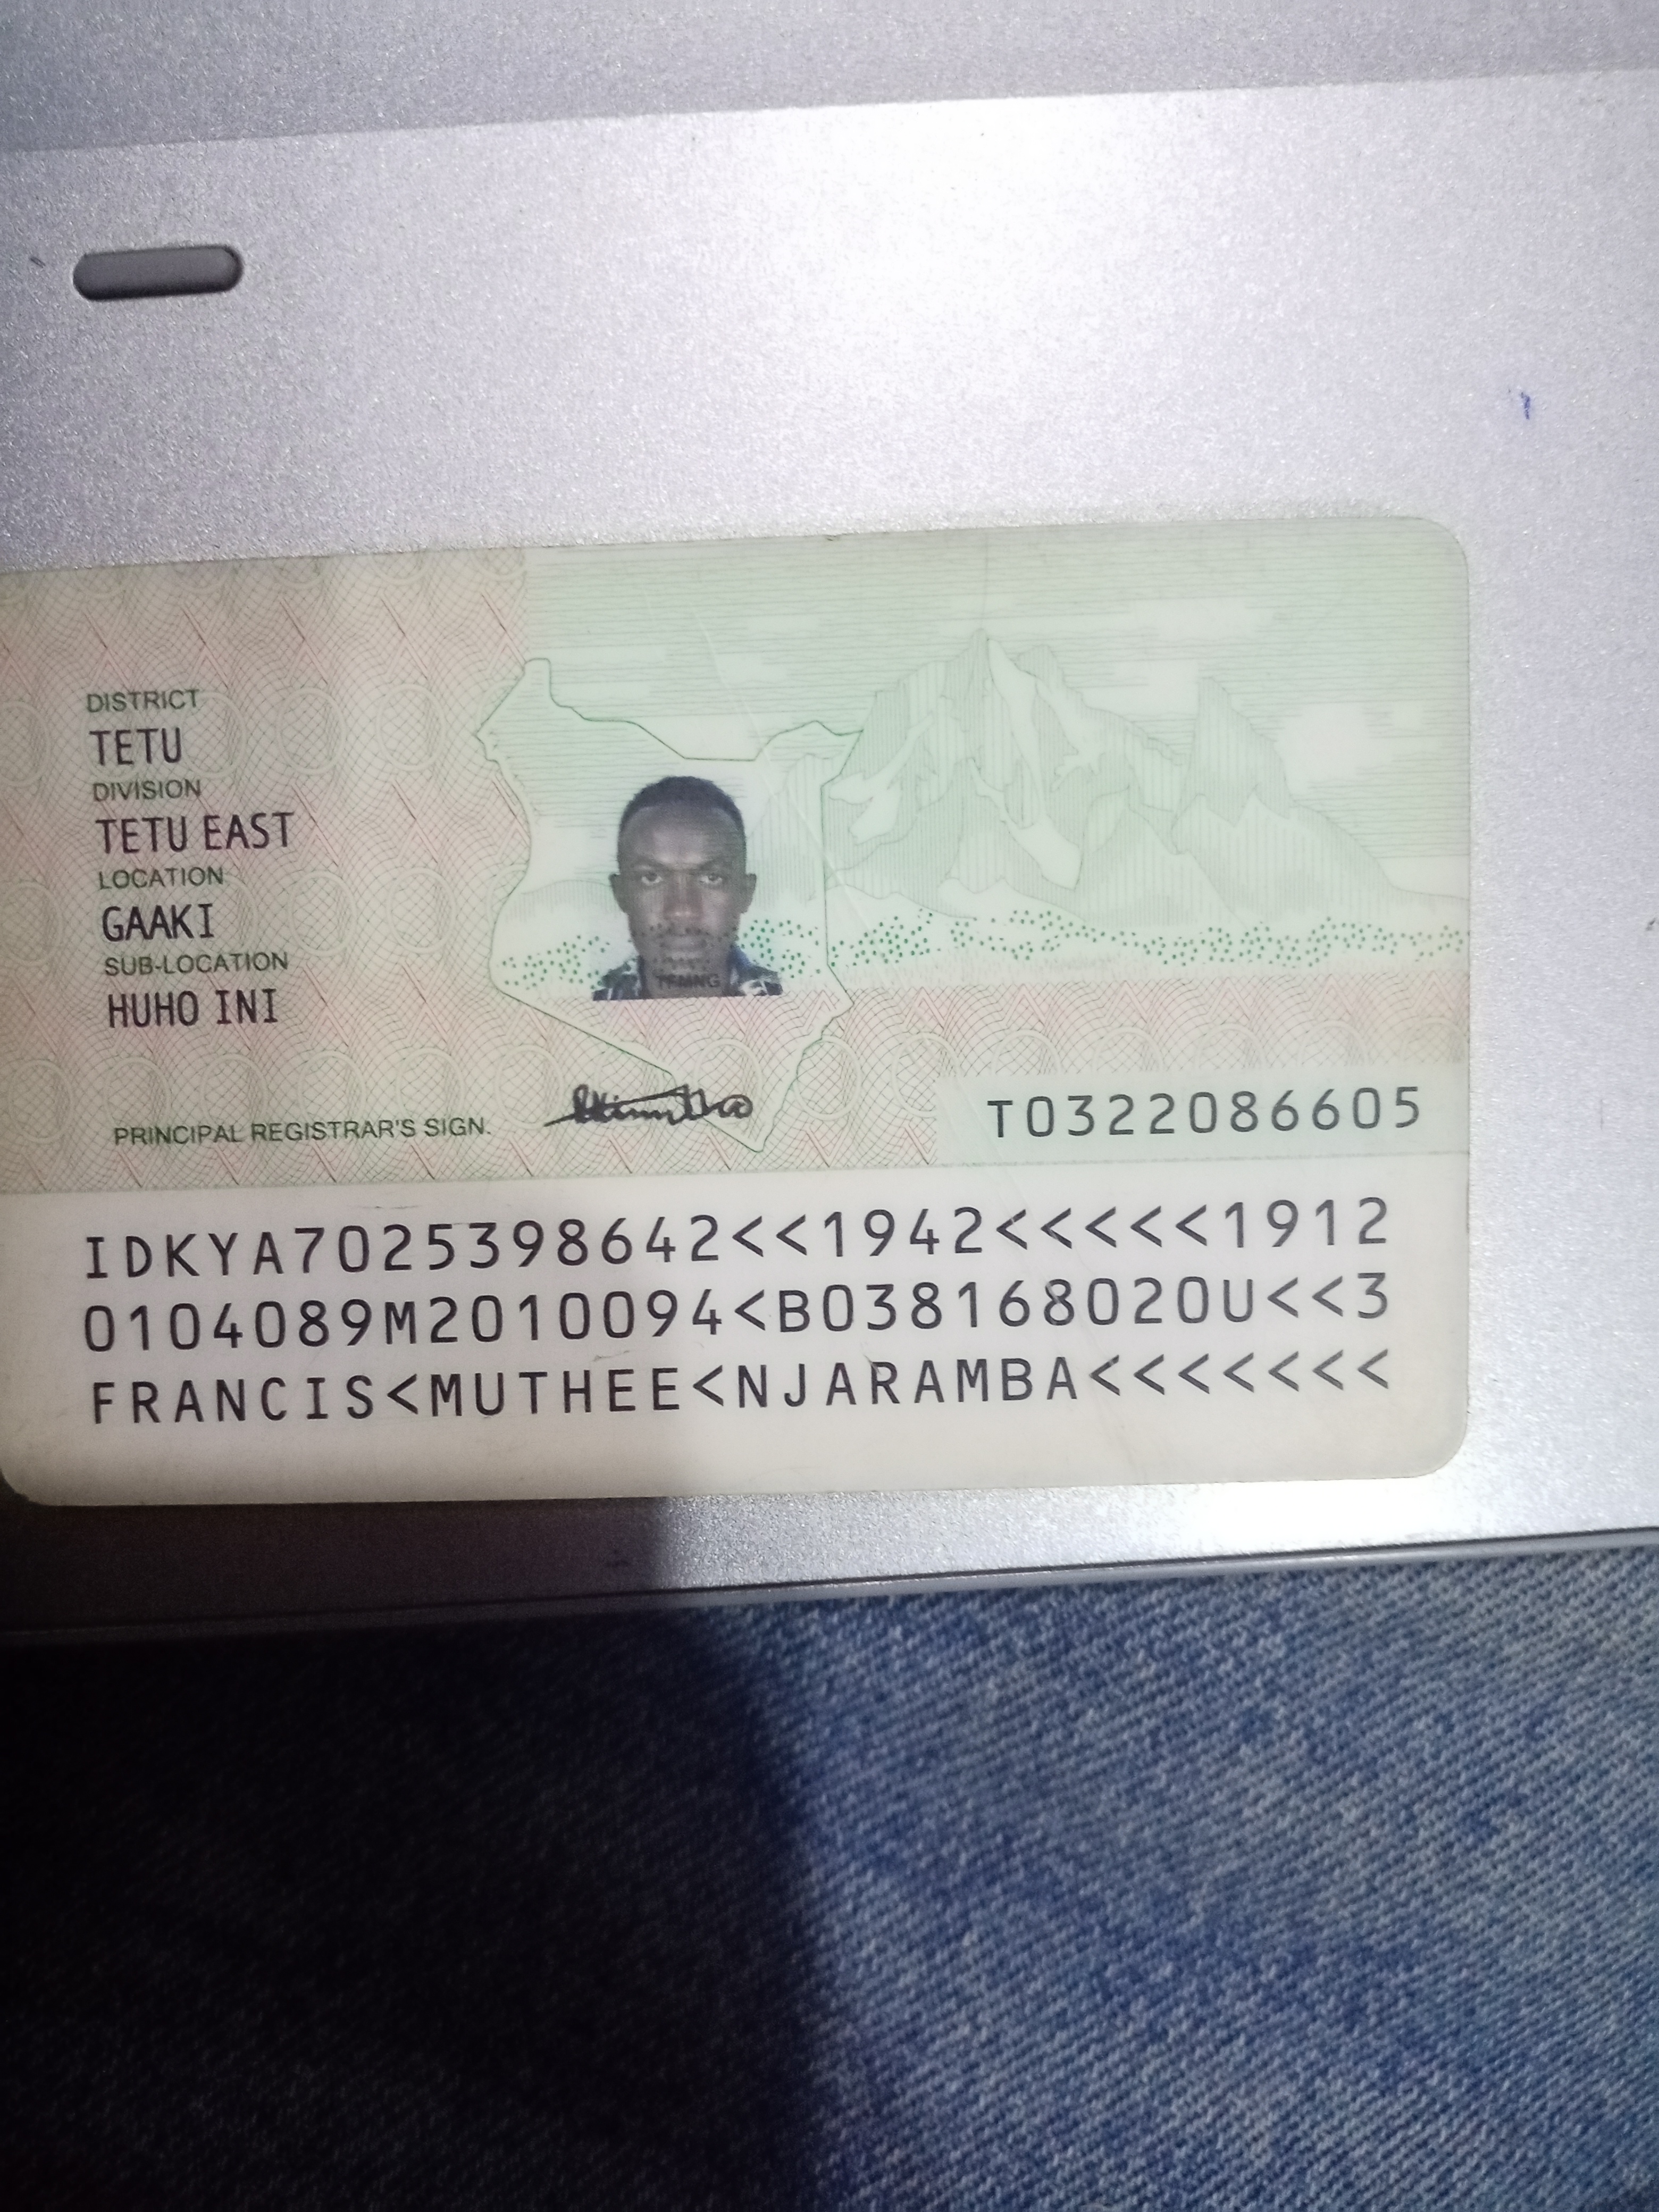 DISTRICT
TETU
DIVISION
TETU EAST
LOCATION
GAAKI
SUB-LOCATION
HUHO INI
PRINCIPAL REGISTRAR'S SIGN.
T0322086605
IDKYA7025398642<<1942<<<<<1912
0104089M2010094<B038168020U<<3
FRANCIS<MUTHEE<NJARAMBA<<<<<<<